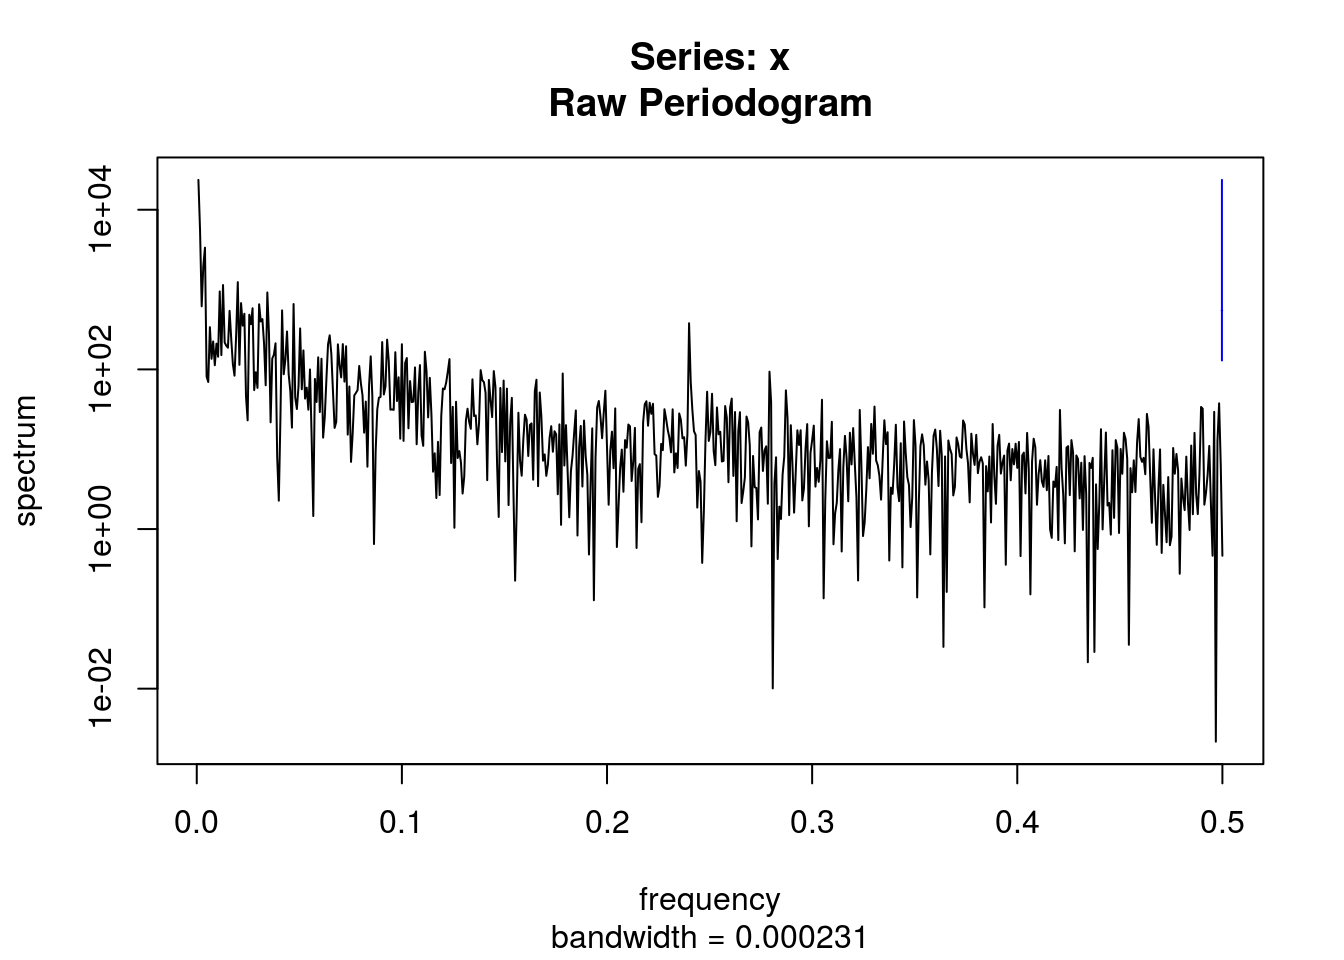 Series: x
Raw Periodogram
1e+04
1e+02
1e+00
1e-02
spectrum
0.0 0.1 0.2 0.3 0.4 0.5
frequency
bandwidth = 0.000231